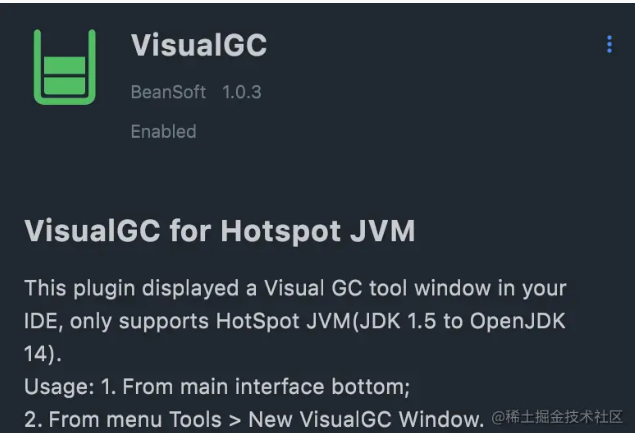 VisualGC
BeanSoft 1.0.3
Enabled
VisualGC for Hotspot JVM
This plugin displayed a Visual GC tool window in your
IDE, only supports HotSpot JVM(JDK 1.5 to OpenJDK
14).
Usage: 1. From main interface bottom;
2. From menu Tools > New VisualGC Window.
@稀土掘金技术社区